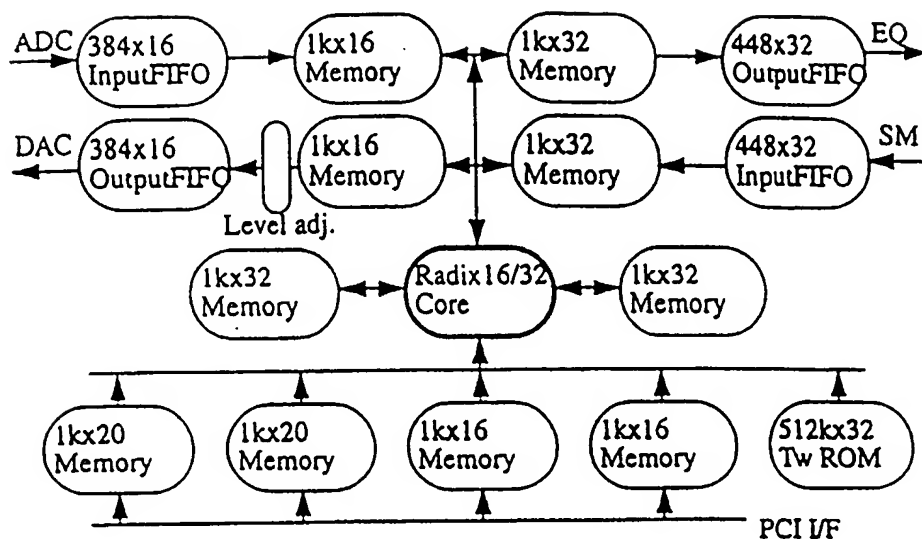 ADC
384x16
InputFIFO
1kx16
Memory
1kx32
Memory
448x32
OutputFIFO
EQ
DAC
384x16
OutputFIFO
Level adj.
1kx16
Memory
1kx32
Memory
448x32
InputFIFO
SM
1kx32
Memory
Radix16/32
Core
1kx32
Memory
1kx20
Memory
1kx20
Memory
1kx16
Memory
1kx16
Memory
512kx32
Tw ROM
PCI I/F